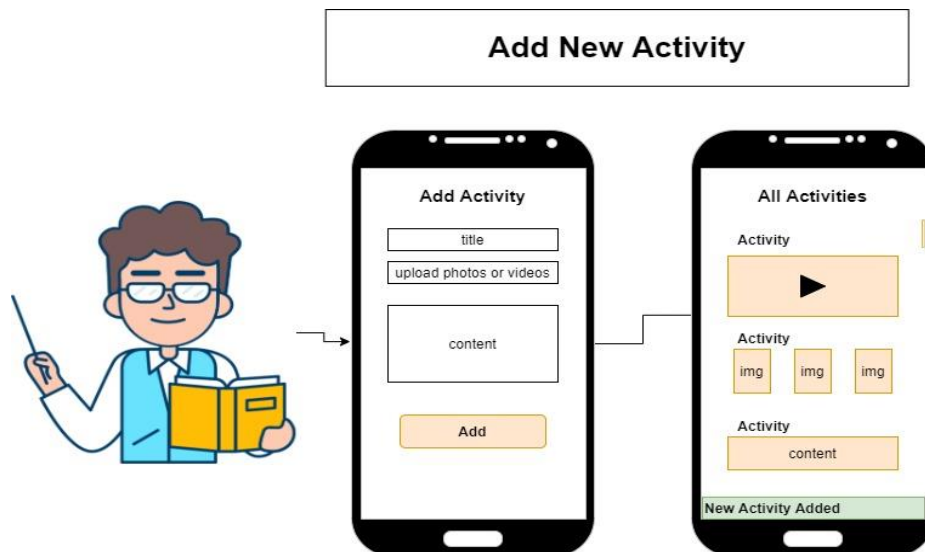 Add New Activity
Add Activity
title
upload photos or videos
content
Add
All Activities
Activity
Activity
img img img
Activity
content
New Activity Added